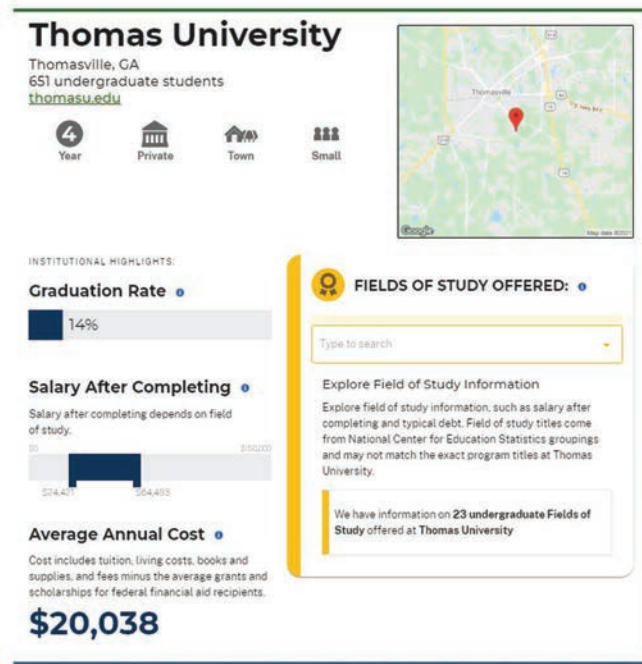 Thomas University
Thomasville, GA
651 undergraduate students
thomasu.edu
4
Year
Private
Town
Small
Thomasville
Google
Map data ©2021
INSTITUTIONAL HIGHLIGHTS:
Graduation Rate
14%
Salary After Completing
Salary after completing depends on field
of study.
$0 $150,000
$24,421 $64,493
Average Annual Cost
Cost includes tuition, living costs, books and
supplies, and fees minus the average grants and
scholarships for federal financial aid recipients.
$20,038
FIELDS OF STUDY OFFERED:
Type to search
Explore Field of Study Information
Explore field of study information, such as salary after
completing and typical debt. Field of study titles come
from National Center for Education Statistics groupings
and may not match the exact program titles at Thomas
University.
We have information on 23 undergraduate Fields of
Study offered at Thomas University